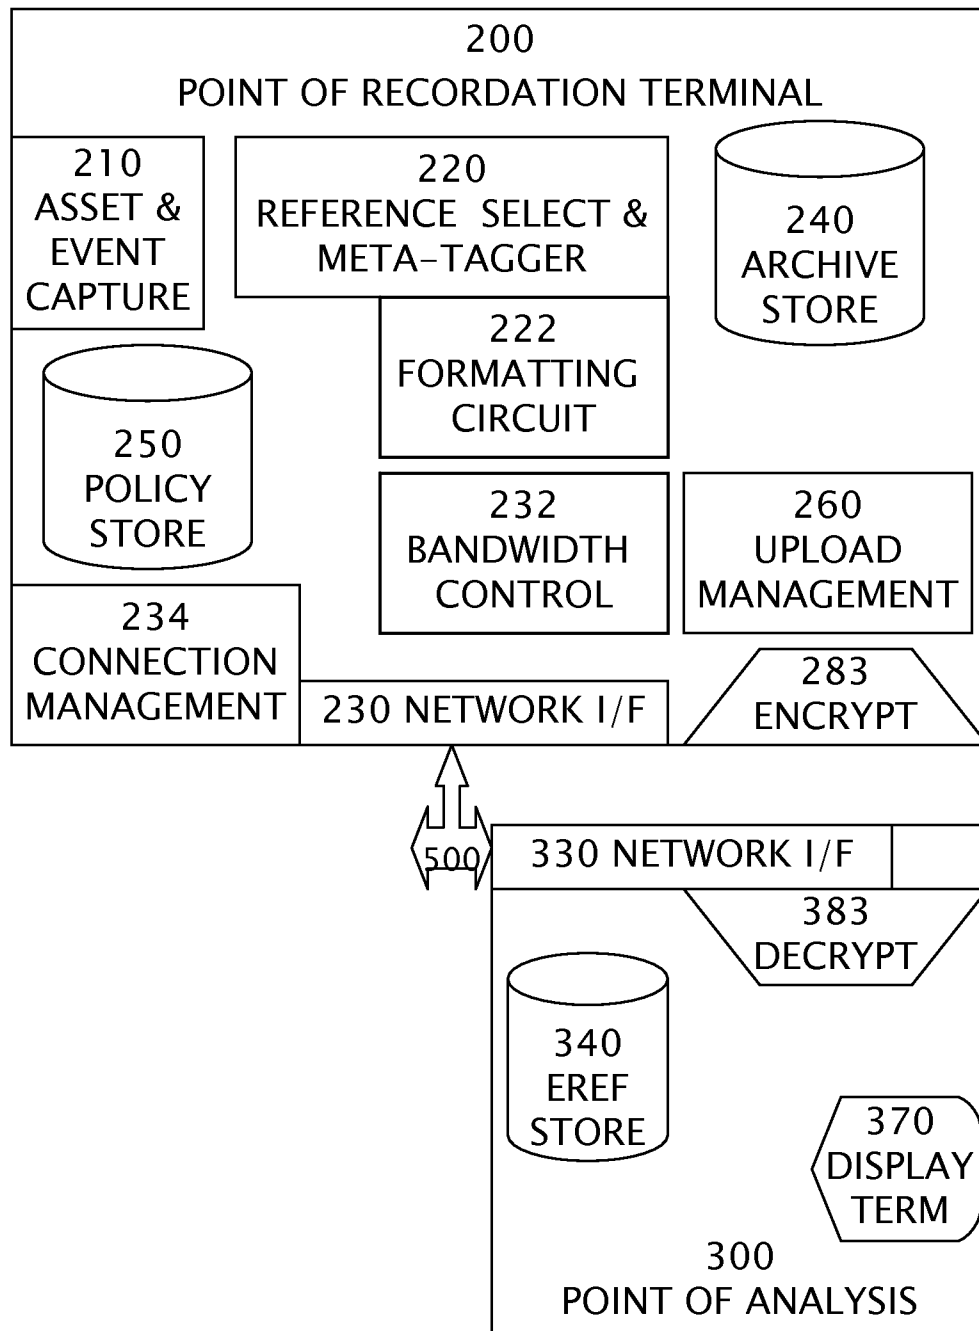 200
POINT OF RECORDATION TERMINAL
210
ASSET &
EVENT
CAPTURE
220
REFERENCE SELECT &
META-TAGGER
240
ARCHIVE
STORE
222
FORMATTING
CIRCUIT
250
POLICY
STORE
232
BANDWIDTH
CONTROL
260
UPLOAD
MANAGEMENT
234
CONNECTION
MANAGEMENT
230 NETWORK I/F
283
ENCRYPT
500
330 NETWORK I/F
383
DECRYPT
340
EREF
STORE
370
DISPLAY
TERM
300
POINT OF ANALYSIS